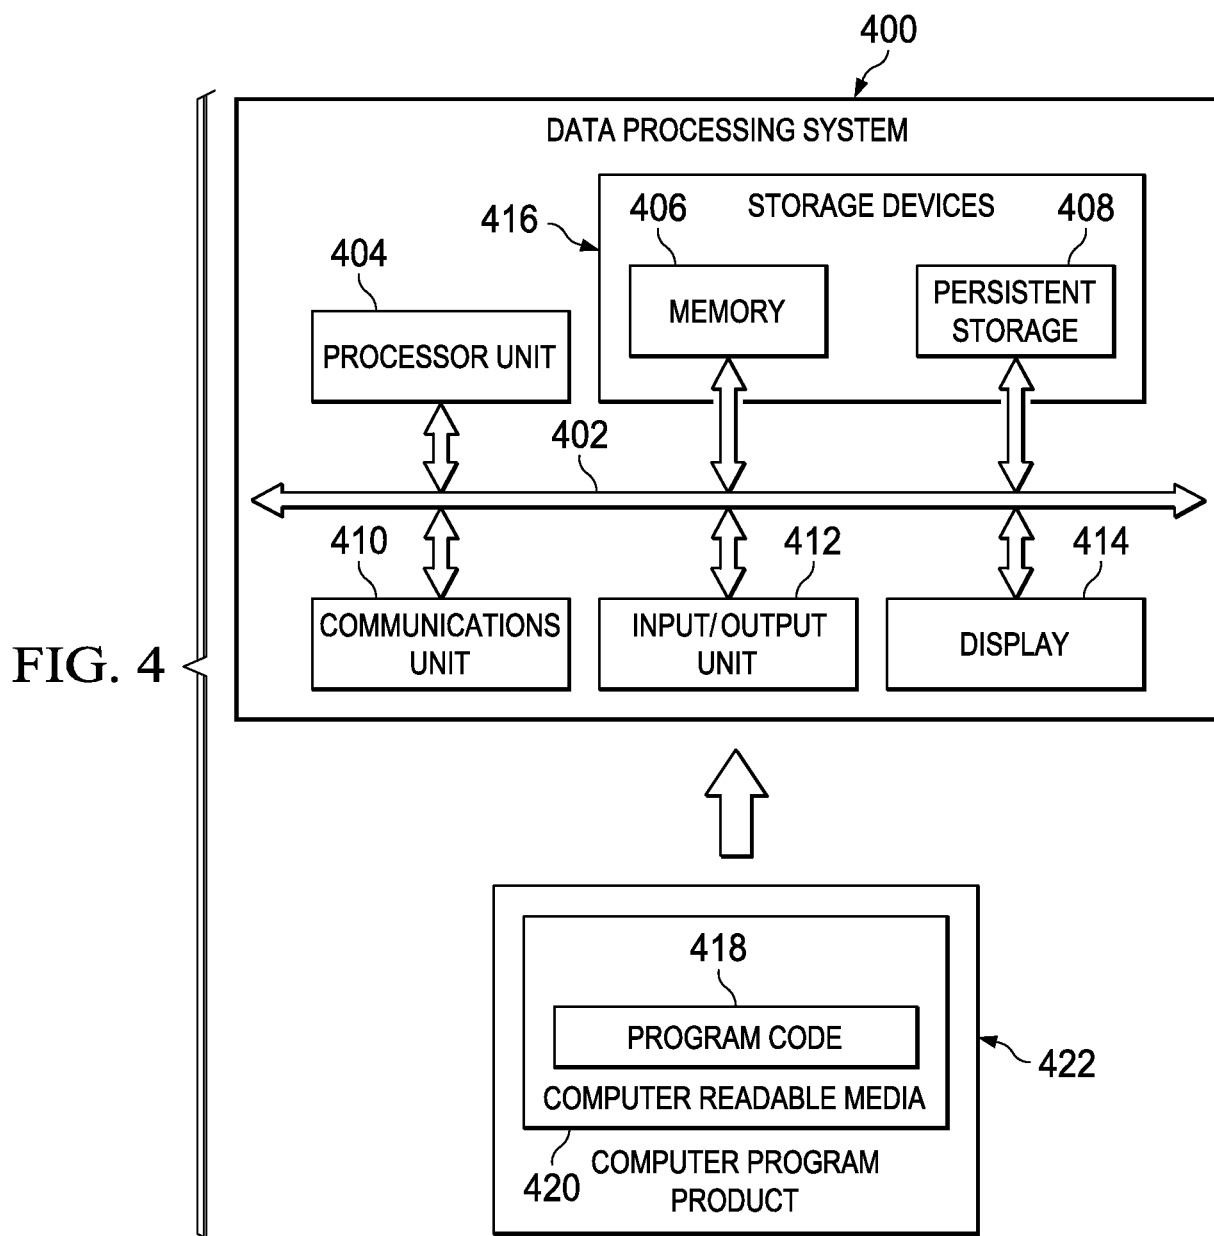 400
DATA PROCESSING SYSTEM
416
406
STORAGE DEVICES
408
404
MEMORY
PERSISTENT
STORAGE
PROCESSOR UNIT
402
410
412
414
COMMUNICATIONS
UNIT
INPUT/OUTPUT
UNIT
DISPLAY
FIG. 4
418
PROGRAM CODE
422
COMPUTER READABLE MEDIA
420
COMPUTER PROGRAM
PRODUCT